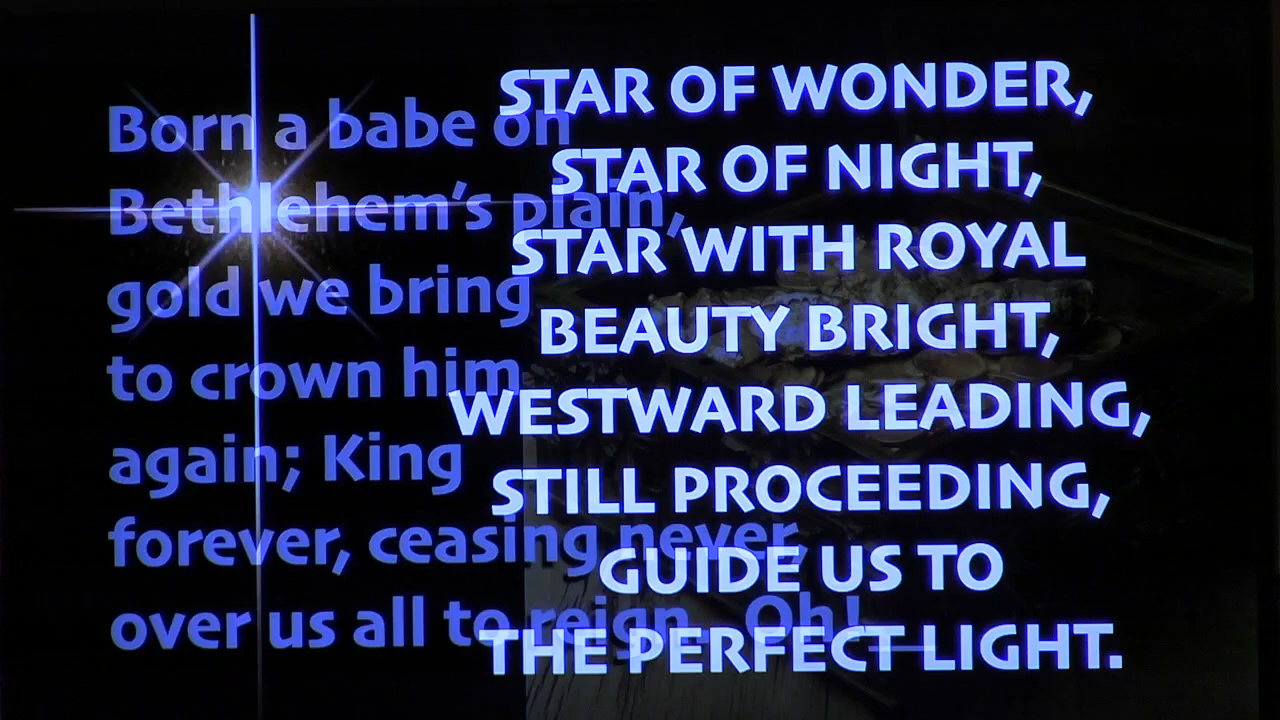 Born a babe on
Bethlehem's plain,
gold we bring
to crown him
again; King
forever, ceasing never,
over us all to reign. Oh!
STAR OF WONDER,
STAR OF NIGHT,
STAR WITH ROYAL
BEAUTY BRIGHT,
WESTWARD LEADING,
STILL PROCEEDING,
GUIDE US TO
THE PERFECT LIGHT.